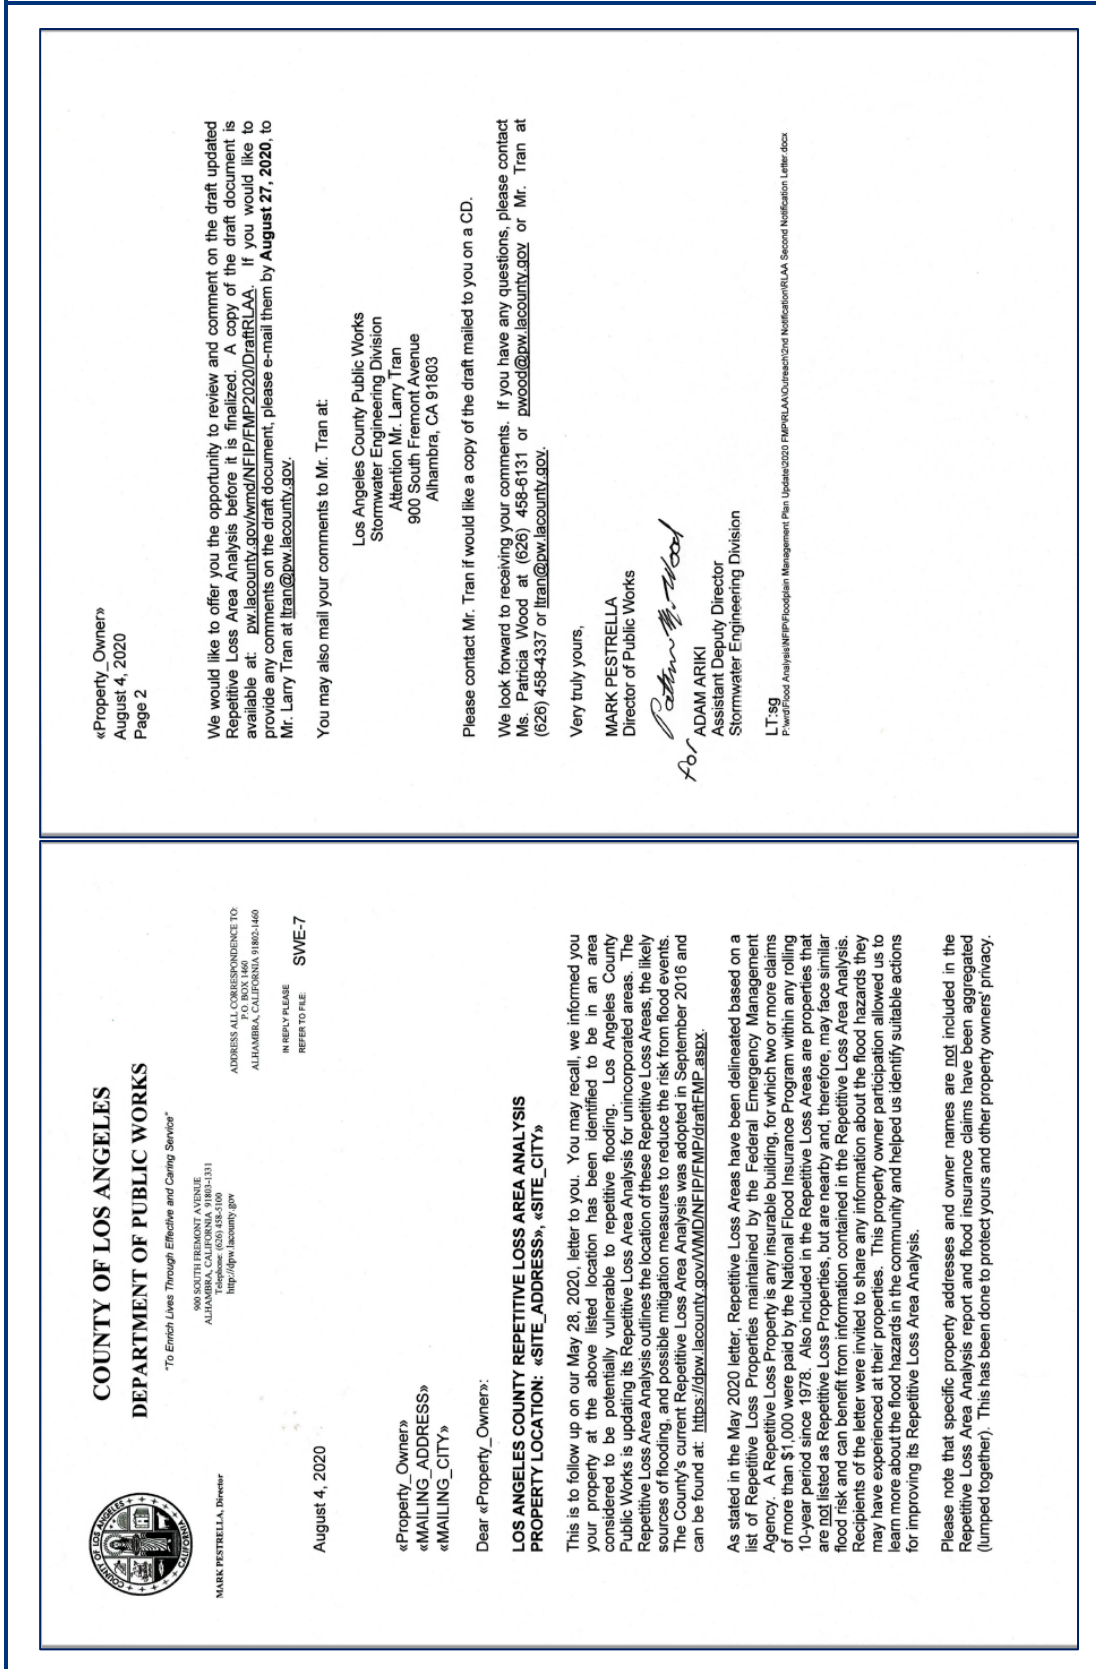 COUNTY OF LOS ANGELES
DEPARTMENT OF PUBLIC WORKS
"To Enrich Lives Through Effective and Caring Service"
900 SOUTH FREMONT AVENUE
ALHAMBRA, CALIFORNIA 91803-1331
Telephone: (626) 458-5100
http://dpw.lacounty.gov
COUNTY OF LOS ANGELES
CALIFORNIA
MARK PESTRELLA, Director
ADDRESS ALL CORRESPONDENCE TO:
P.O. BOX 1460
ALHAMBRA, CALIFORNIA 91802-1460
IN REPLY PLEASE
REFER TO FILE: SWE-7
August 4, 2020
«Property_Owner»
«MAILING_ADDRESS»
«MAILING_CITY»
Dear «Property_Owner»:
LOS ANGELES COUNTY REPETITIVE LOSS AREA ANALYSIS
PROPERTY LOCATION: «SITE_ADDRESS», «SITE_CITY»
This is to follow up on our May 28, 2020, letter to you. You may recall, we informed you
your property at the above listed location has been identified to be in an area
considered to be potentially vulnerable to repetitive flooding. Los Angeles County
Public Works is updating its Repetitive Loss Area Analysis for unincorporated areas. The
Repetitive Loss Area Analysis outlines the location of these Repetitive Loss Areas, the likely
sources of flooding, and possible mitigation measures to reduce the risk from flood events.
The County's current Repetitive Loss Area Analysis was adopted in September 2016 and
can be found at: https://dpw.lacounty.gov/WMD/NFIP/FMP/draftFMP.aspx.
As stated in the May 2020 letter, Repetitive Loss Areas have been delineated based on a
list of Repetitive Loss Properties maintained by the Federal Emergency Management
Agency. A Repetitive Loss Property is any insurable building, for which two or more claims
of more than $1,000 were paid by the National Flood Insurance Program within any rolling
10-year period since 1978. Also included in the Repetitive Loss Areas are properties that
are not listed as Repetitive Loss Properties, but are nearby and, therefore, may face similar
flood risk and can benefit from information contained in the Repetitive Loss Area Analysis.
Recipients of the letter were invited to share any information about the flood hazards they
may have experienced at their properties. This property owner participation allowed us to
learn more about the flood hazards in the community and helped us identify suitable actions
for improving its Repetitive Loss Area Analysis.
Please note that specific property addresses and owner names are not included in the
Repetitive Loss Area Analysis report and flood insurance claims have been aggregated
(lumped together). This has been done to protect yours and other property owners' privacy.
«Property_Owner»
August 4, 2020
Page 2
We would like to offer you the opportunity to review and comment on the draft updated
Repetitive Loss Area Analysis before it is finalized. A copy of the draft document is
available at: pw.lacounty.gov/wmd/NFIP/FMP2020/DraftRLAA. If you would like to
provide any comments on the draft document, please e-mail them by August 27, 2020, to
Mr. Larry Tran at ltran@pw.lacounty.gov.
You may also mail your comments to Mr. Tran at:
Los Angeles County Public Works
Stormwater Engineering Division
Attention Mr. Larry Tran
900 South Fremont Avenue
Alhambra, CA 91803
Please contact Mr. Tran if would like a copy of the draft mailed to you on a CD.
We look forward to receiving your comments. If you have any questions, please contact
Ms. Patricia Wood at (626) 458-6131 or pwood@pw.lacounty.gov or Mr. Tran at
(626) 458-4337 or ltran@pw.lacounty.gov.
Very truly yours,
MARK PESTRELLA
Director of Public Works
for
ADAM ARIKI
Assistant Deputy Director
Stormwater Engineering Division
LT:sg
P:\wrd\Flood Analysis\NFIP\Floodplain Management Plan Update\2020 FMP\RLAA\Outreach\2nd Notification\RLAA Second Notification Letter.docx